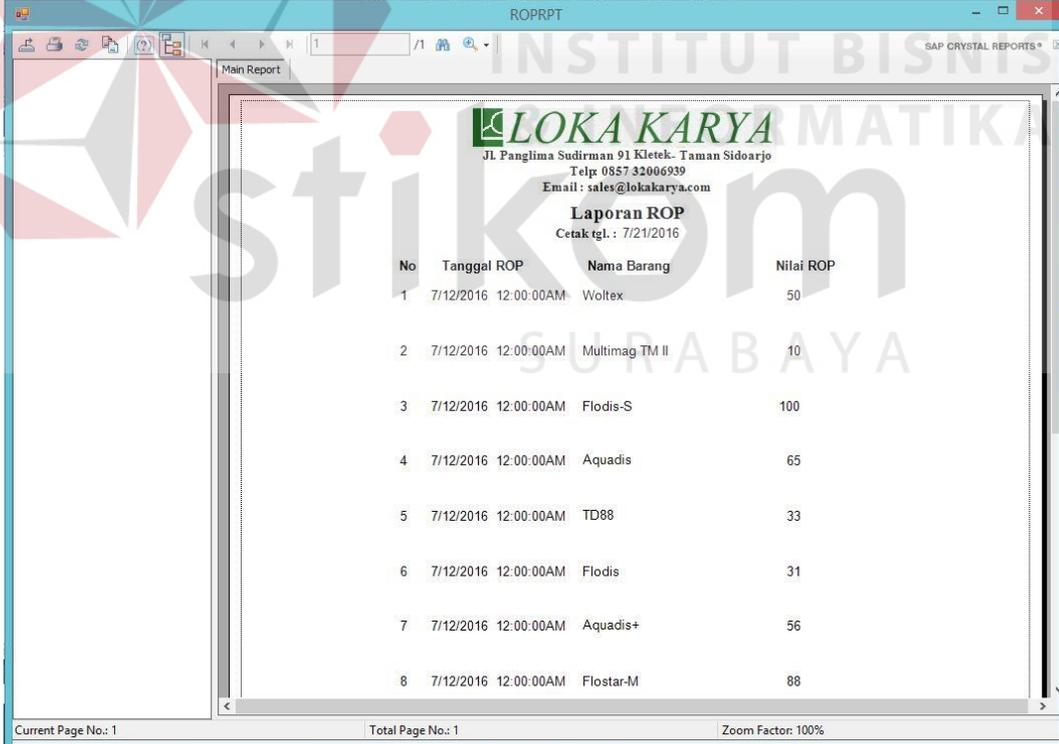 ROPRPT
1 /1 SAP CRYSTAL REPORTS®
Main Report
INSTITUT BISNIS
& INFORMATIKA
stikom
SURABAYA
LOKA KARYA
Jl. Panglima Sudirman 91 Kletek- Taman Sidoarjo
Telp: 0857 32006939
Email : sales@lokakarya.com
Laporan ROP
Cetak tgl. : 7/21/2016
No Tanggal ROP Nama Barang Nilai ROP
1 7/12/2016 12:00:00AM Woltex 50
2 7/12/2016 12:00:00AM Multimag TM II 10
3 7/12/2016 12:00:00AM Flodis-S 100
4 7/12/2016 12:00:00AM Aquadis 65
5 7/12/2016 12:00:00AM TD88 33
6 7/12/2016 12:00:00AM Flodis 31
7 7/12/2016 12:00:00AM Aquadis+ 56
8 7/12/2016 12:00:00AM Flostar-M 88
Current Page No.: 1 Total Page No.: 1 Zoom Factor: 100%